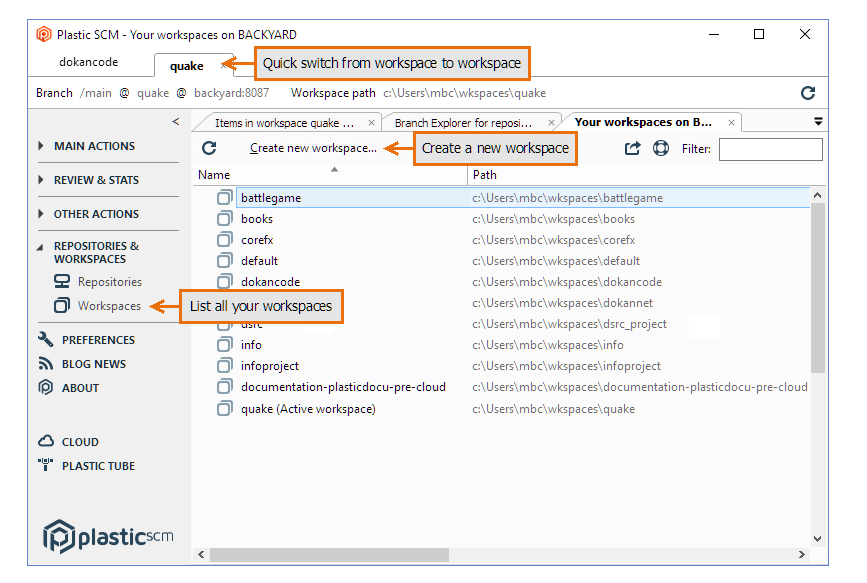 Plastic SCM - Your workspaces on BACKYARD
dokancode
quake
Quick switch from workspace to workspace
Branch /main @ quake @ backyard:8087 Workspace path c:\Users\mbc\wkspaces\quake
Items in workspace quake ...
Branch Explorer for reposi...
Your workspaces on B...
Create new workspace...
Create a new workspace
Filter:
MAIN ACTIONS
REVIEW & STATS
OTHER ACTIONS
REPOSITORIES &
WORKSPACES
Repositories
Workspaces
List all your workspaces
PREFERENCES
BLOG NEWS
ABOUT
CLOUD
PLASTIC TUBE
plasticscm
Name Path
battlegame c:\Users\mbc\wkspaces\battlegame
books c:\Users\mbc\wkspaces\books
corefx c:\Users\mbc\wkspaces\corefx
default c:\Users\mbc\wkspaces\default
dokancode c:\Users\mbc\wkspaces\dokancode
c:\Users\mbc\wkspaces\dokannet
dsrc c:\Users\mbc\wkspaces\dsrc_project
info c:\Users\mbc\wkspaces\info
infoproject c:\Users\mbc\wkspaces\infoproject
documentation-plasticdocu-pre-cloud c:\Users\mbc\wkspaces\documentation-plasticdocu-pre-cloud
quake (Active workspace) c:\Users\mbc\wkspaces\quake